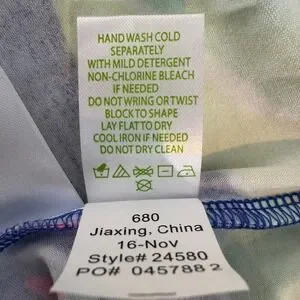 HAND WASH COLD
SEPARATELY
WITH MILD DETERGENT
NON-CHLORINE BLEACH
IF NEEDED
DO NOT WRING OR TWIST
BLOCK TO SHAPE
LAY FLAT TO DRY
COOL IRON IF NEEDED
DO NOT DRY CLEAN
680
Jiaxing, China
16-Nov
Style# 24580
PO# 0457882